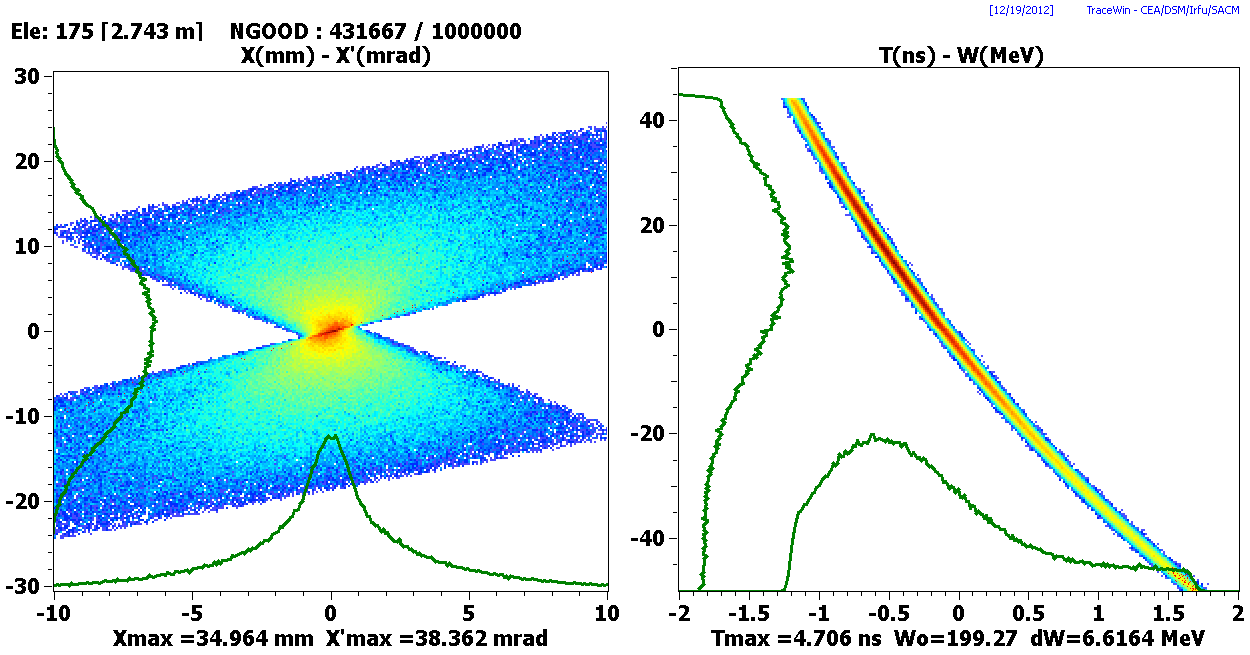 [12/19/2012] TraceWin - CEA/DSM/Irfu/SACM
Ele: 175 [2.743 m] NGOOD : 431667 / 1000000
X(mm) - X'(mrad)
T(ns) - W(MeV)
30
20
10
0
-10
-20
-30
-10 -5 0 5 10
Xmax =34.964 mm X'max =38.362 mrad
40
20
0
-20
-40
-2 -1.5 -1 -0.5 0 0.5 1 1.5 2
Tmax =4.706 ns Wo=199.27 dW=6.6164 MeV